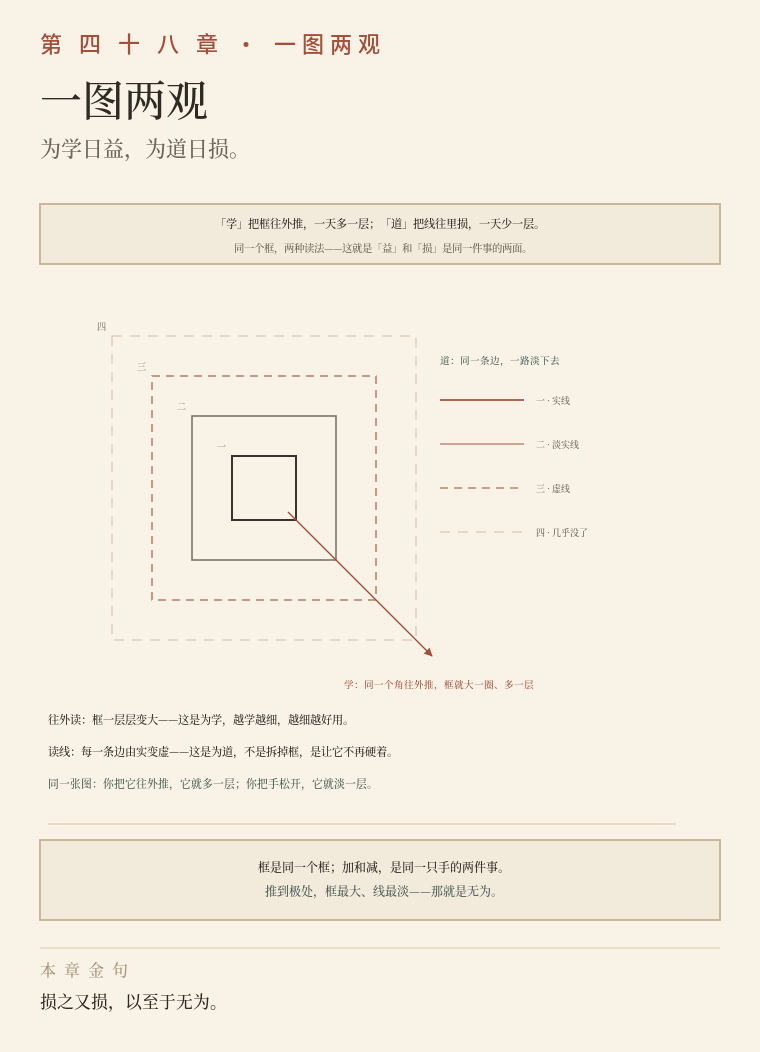 第四十八章·一图两观
一图两观
为学日益，为道日损。
「学」把框往外推，一天多一层；「道」把线往里损，一天少一层。
同一个框，两种读法——这就是「益」和「损」是同一件事的两面。
四
三
二
一
道：同一条边，一路淡下去
一 · 实线
二 · 淡实线
三 · 虚线
四 · 几乎没了
学：同一个角往外推，框就大一圈、多一层
往外读：框一层层变大——这是为学，越学越细，越细越好用。
读线：每一条边由实变虚——这是为道，不是拆掉框，是让它不再硬着。
同一张图：你把它往外推，它就多一层；你把手松开，它就淡一层。
框是同一个框；加和减，是同一只手的两件事。
推到极处，框最大、线最淡——那就是无为。
本章金句
损之又损，以至于无为。